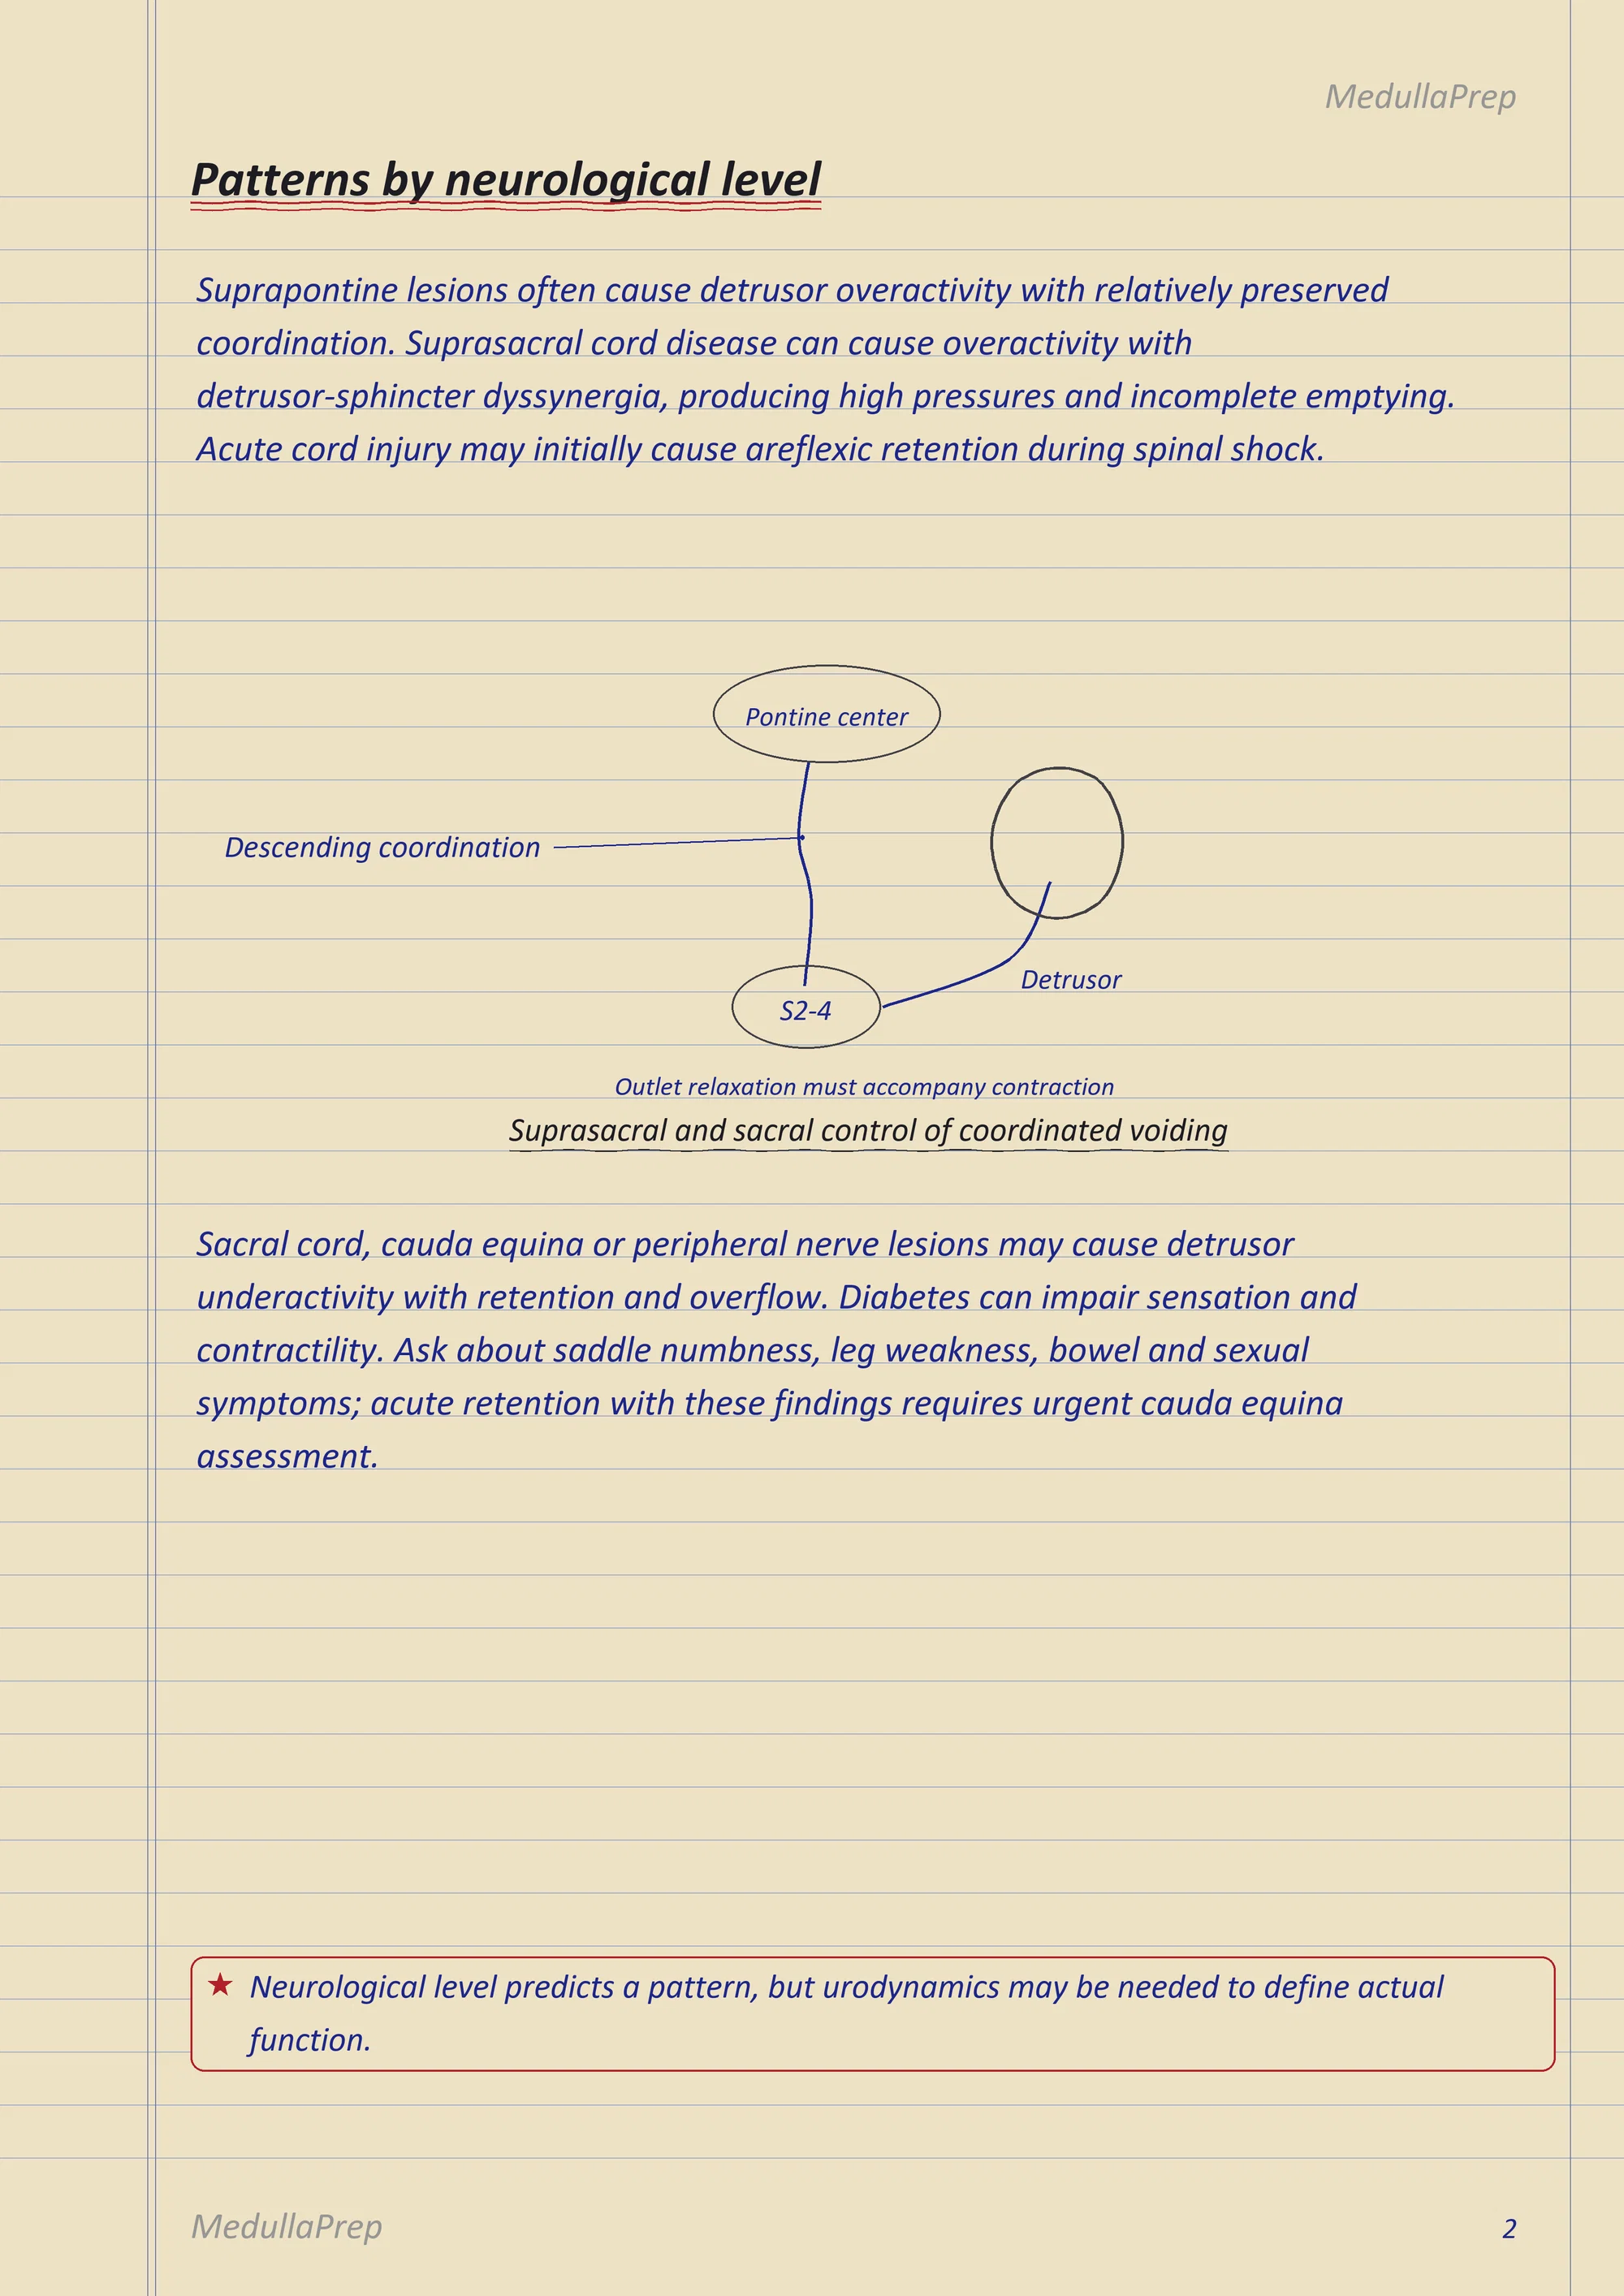 MedullaPrep
Patterns by neurological level
Suprapontine lesions often cause detrusor overactivity with relatively preserved
coordination. Suprasacral cord disease can cause overactivity with
detrusor-sphincter dyssynergia, producing high pressures and incomplete emptying.
Acute cord injury may initially cause areflexic retention during spinal shock.
Pontine center
Descending coordination
Detrusor
S2-4
Outlet relaxation must accompany contraction
Suprasacral and sacral control of coordinated voiding
Sacral cord, cauda equina or peripheral nerve lesions may cause detrusor
underactivity with retention and overflow. Diabetes can impair sensation and
contractility. Ask about saddle numbness, leg weakness, bowel and sexual
symptoms; acute retention with these findings requires urgent cauda equina
assessment.
★ Neurological level predicts a pattern, but urodynamics may be needed to define actual
function.
MedullaPrep
2